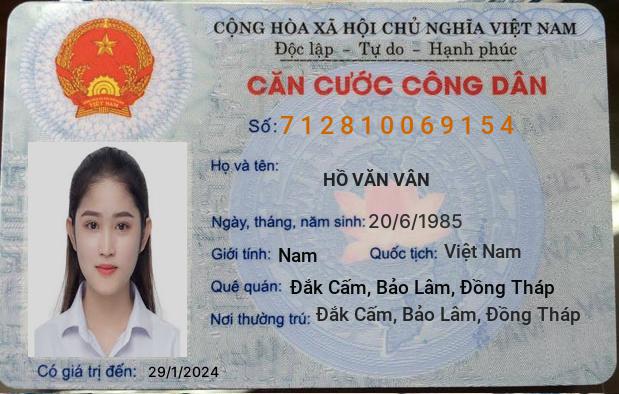 CỘNG HÒA XÃ HỘI CHỦ NGHĨA VIỆT NAM
Độc lập - Tự do - Hạnh phúc
CĂN CƯỚC CÔNG DÂN
Số: 712810069154
Họ và tên:
HỒ VĂN VÂN
Ngày, tháng, năm sinh: 20/6/1985
Giới tính: Nam Quốc tịch: Việt Nam
Quê quán: Đắk Cấm, Bảo Lâm, Đồng Tháp
Nơi thường trú: Đắk Cấm, Bảo Lâm, Đồng Tháp
Có giá trị đến: 29/1/2024
VIỆT NAM